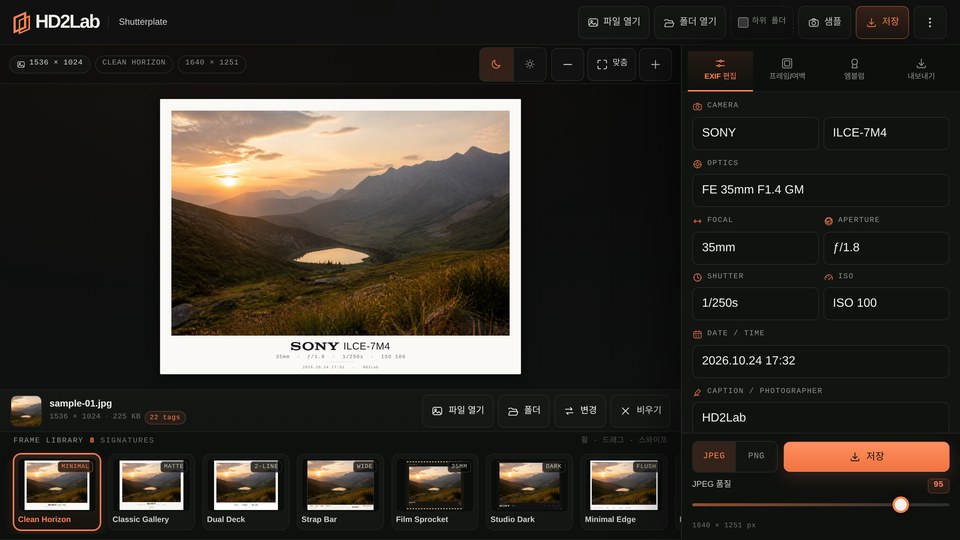 HD2Lab Shutterplate 파일 열기 폴더 열기 하위 폴더 샘플 저장
1536 × 1024 CLEAN HORIZON 1640 × 1251 맞춤
EXIF 편집 프레임/여백 엠블럼 내보내기
SONY ILCE-7M4
35mm · ƒ/1.8 · 1/250s · ISO 100
2026.10.24 17:32 · HD2Lab
CAMERA
SONY ILCE-7M4
OPTICS
FE 35mm F1.4 GM
FOCAL APERTURE
35mm ƒ/1.8
SHUTTER ISO
1/250s ISO 100
DATE / TIME
2026.10.24 17:32
CAPTION / PHOTOGRAPHER
HD2Lab
sample-01.jpg
1536 × 1024 · 225 KB 22 tags
파일 열기 폴더 변경 비우기
FRAME LIBRARY 8 SIGNATURES 휠 · 드래그 · 스와이프
MINIMAL MATTE 2-LINE WIDE 35MM DARK FLUSH
Clean Horizon Classic Gallery Dual Deck Strap Bar Film Sprocket Studio Dark Minimal Edge
JPEG PNG 저장
JPEG 품질 95
1640 × 1251 px